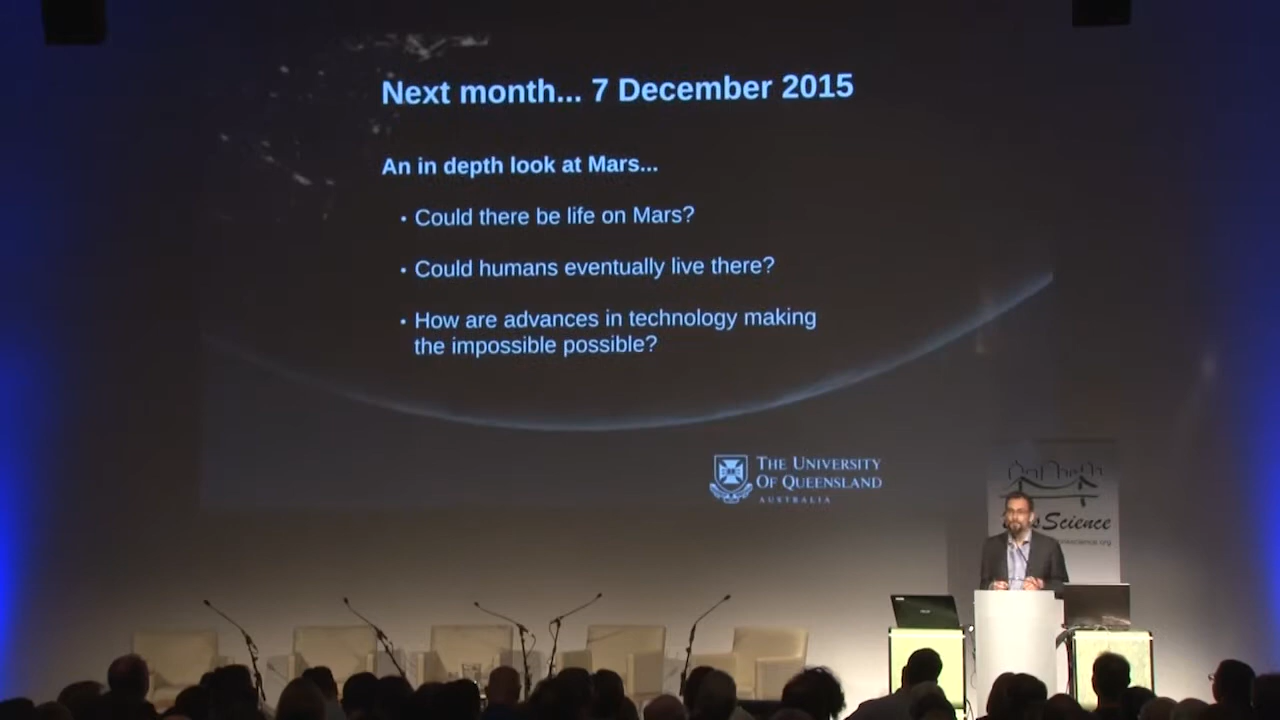 Next month... 7 December 2015
An in depth look at Mars...
• Could there be life on Mars?
• Could humans eventually live there?
• How are advances in technology making
the impossible possible?
THE UNIVERSITY
OF QUEENSLAND
AUSTRALIA
Science